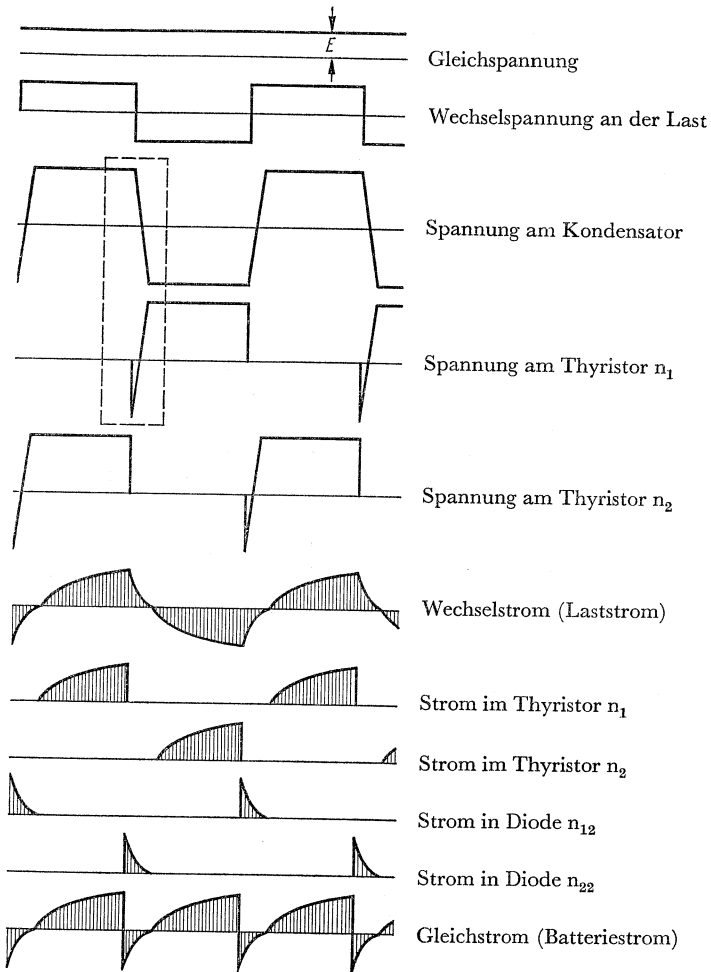 E
Gleichspannung
Wechselspannung an der Last
Spannung am Kondensator
Spannung am Thyristor n₁
Spannung am Thyristor n₂
Wechselstrom (Laststrom)
Strom im Thyristor n₁
Strom im Thyristor n₂
Strom in Diode n₁₂
Strom in Diode n₂₂
Gleichstrom (Batteriestrom)